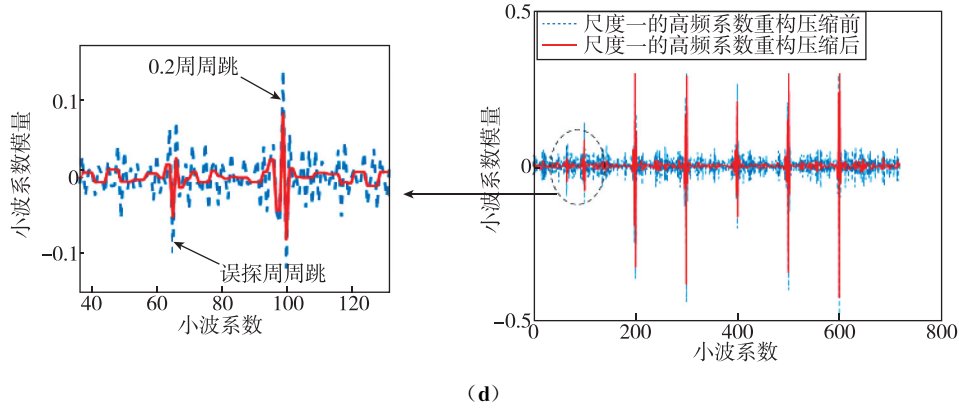 0.2周周跳
误探周周跳
小波系数模量
0.1
0
−0.1
40 60 80 100 120
小波系数
尺度一的高频系数重构压缩前
尺度一的高频系数重构压缩后
小波系数模量
0.5
0
−0.5
0 200 400 600 800
小波系数
(d)